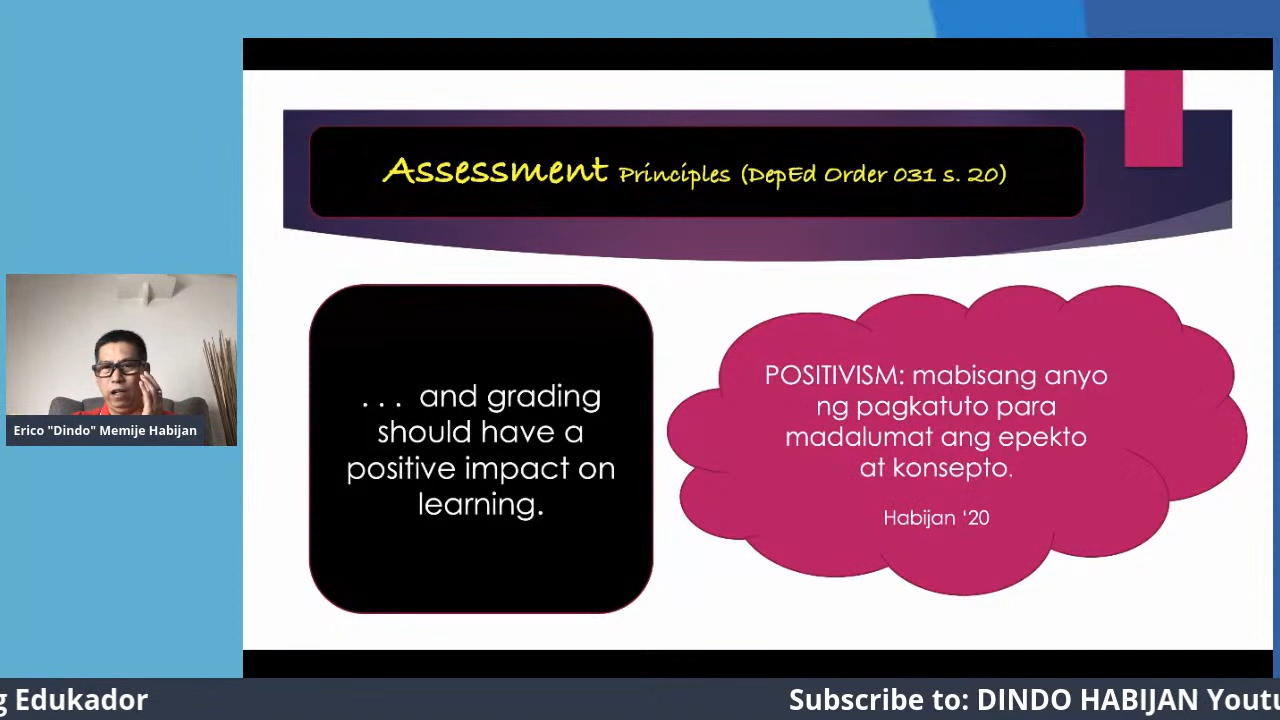 Assessment Principles (DepEd Order 031 s. 20)
. . . and grading
should have a
positive impact on
learning.
POSITIVISM: mabisang anyo
ng pagkatuto para
madalumat ang epekto
at konsepto.
Habijan ‘20
Erico "Dindo" Memije Habijan
g Edukador
Subscribe to: DINDO HABIJAN Youtu